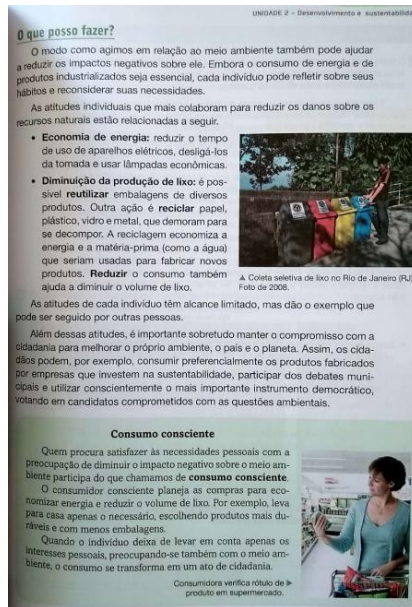 UNIDADE 2 – Desenvolvimento e sustentabilida
O que posso fazer?
O modo como agimos em relação ao meio ambiente também pode ajudar
a reduzir os impactos negativos sobre ele. Embora o consumo de energia e de
produtos industrializados seja essencial, cada indivíduo pode refletir sobre seus
hábitos e reconsiderar suas necessidades.
As atitudes individuais que mais colaboram para reduzir os danos sobre os
recursos naturais estão relacionadas a seguir.
• Economia de energia: reduzir o tempo
de uso de aparelhos elétricos, desligá-los
da tomada e usar lâmpadas econômicas.
• Diminuição da produção de lixo: é pos-
sível reutilizar embalagens de diversos
produtos. Outra ação é reciclar papel,
plástico, vidro e metal, que demoram para
se decompor. A reciclagem economiza a
energia e a matéria-prima (como a água)
que seriam usadas para fabricar novos
produtos. Reduzir o consumo também
ajuda a diminuir o volume de lixo.
▲ Coleta seletiva de lixo no Rio de Janeiro (RJ)
Foto de 2008.
As atitudes de cada indivíduo têm alcance limitado, mas dão o exemplo que
pode ser seguido por outras pessoas.
Além dessas atitudes, é importante sobretudo manter o compromisso com a
cidadania para melhorar o próprio ambiente, o país e o planeta. Assim, os cida-
dãos podem, por exemplo, consumir preferencialmente os produtos fabricados
por empresas que investem na sustentabilidade, participar dos debates muni-
cipais e utilizar conscientemente o mais importante instrumento democrático,
votando em candidatos comprometidos com as questões ambientais.
Consumo consciente
Quem procura satisfazer às necessidades pessoais com a
preocupação de diminuir o impacto negativo sobre o meio am-
biente participa do que chamamos de consumo consciente.
O consumidor consciente planeja as compras para eco-
nomizar energia e reduzir o volume de lixo. Por exemplo, leva
para casa apenas o necessário, escolhendo produtos mais du-
ráveis e com menos embalagens.
Quando o indivíduo deixa de levar em conta apenas os
interesses pessoais, preocupando-se também com o meio am-
biente, o consumo se transforma em um ato de cidadania.
Consumidora verifica rótulo de ▶
produto em supermercado.